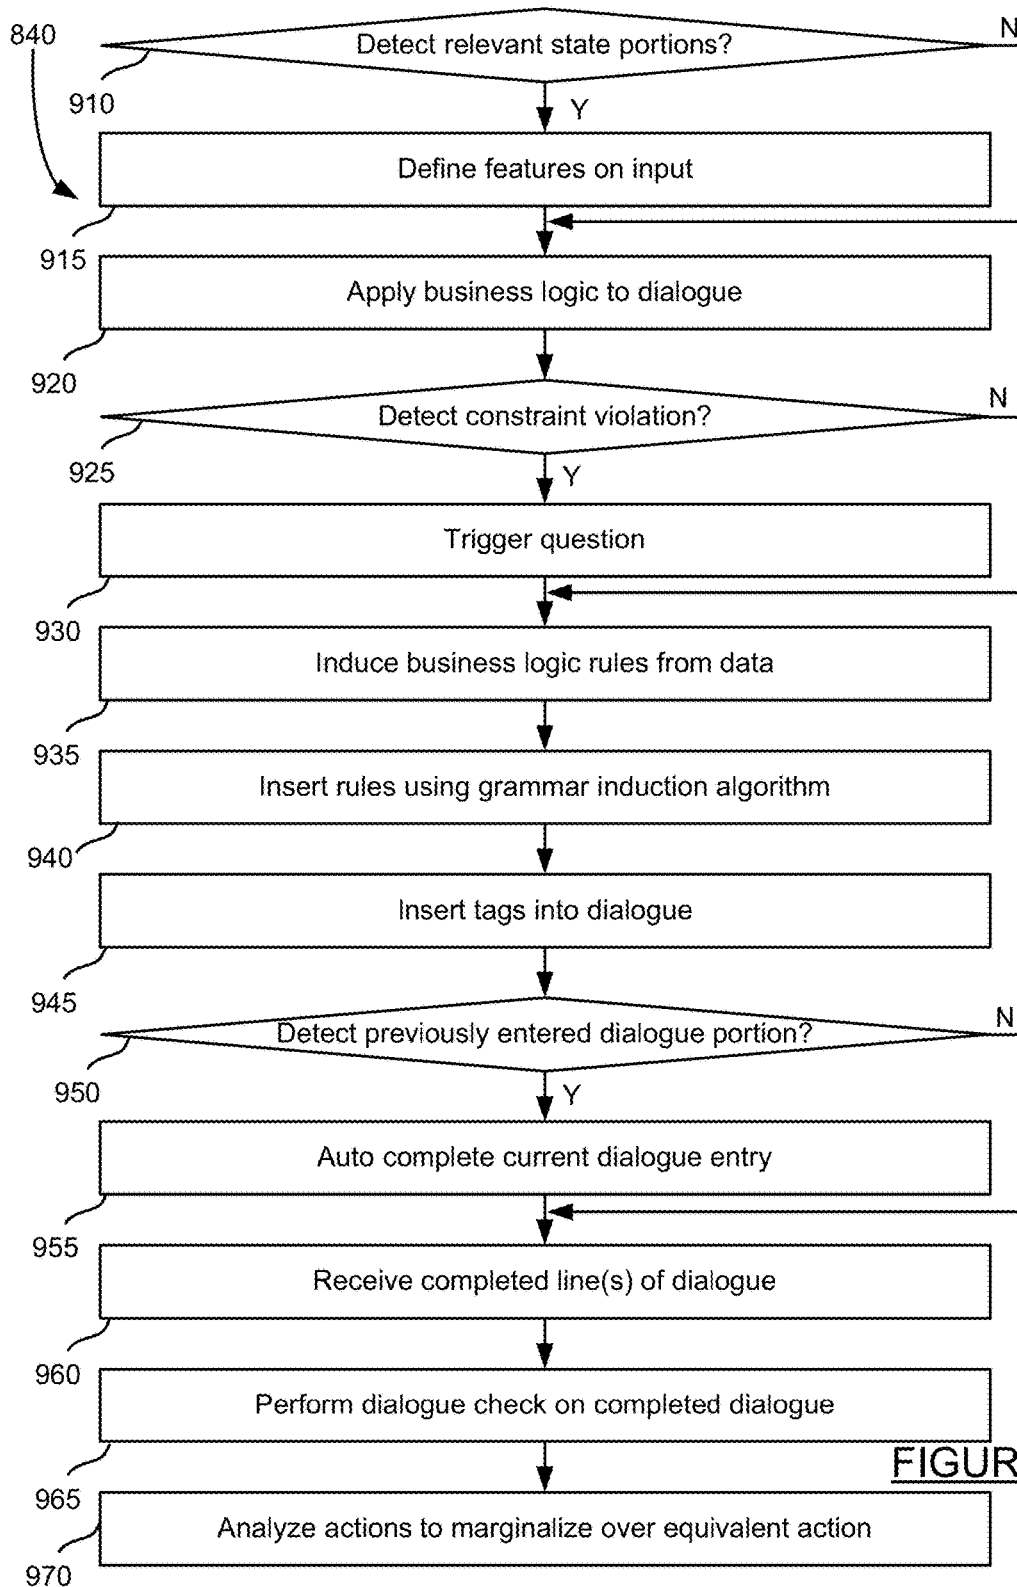 840
Detect relevant state portions?
N
910
Y
Define features on input
915
Apply business logic to dialogue
920
Detect constraint violation?
N
925
Y
Trigger question
930
Induce business logic rules from data
935
Insert rules using grammar induction algorithm
940
Insert tags into dialogue
945
Detect previously entered dialogue portion?
N
950
Y
Auto complete current dialogue entry
955
Receive completed line(s) of dialogue
960
Perform dialogue check on completed dialogue
FIGUR
965
Analyze actions to marginalize over equivalent action
970